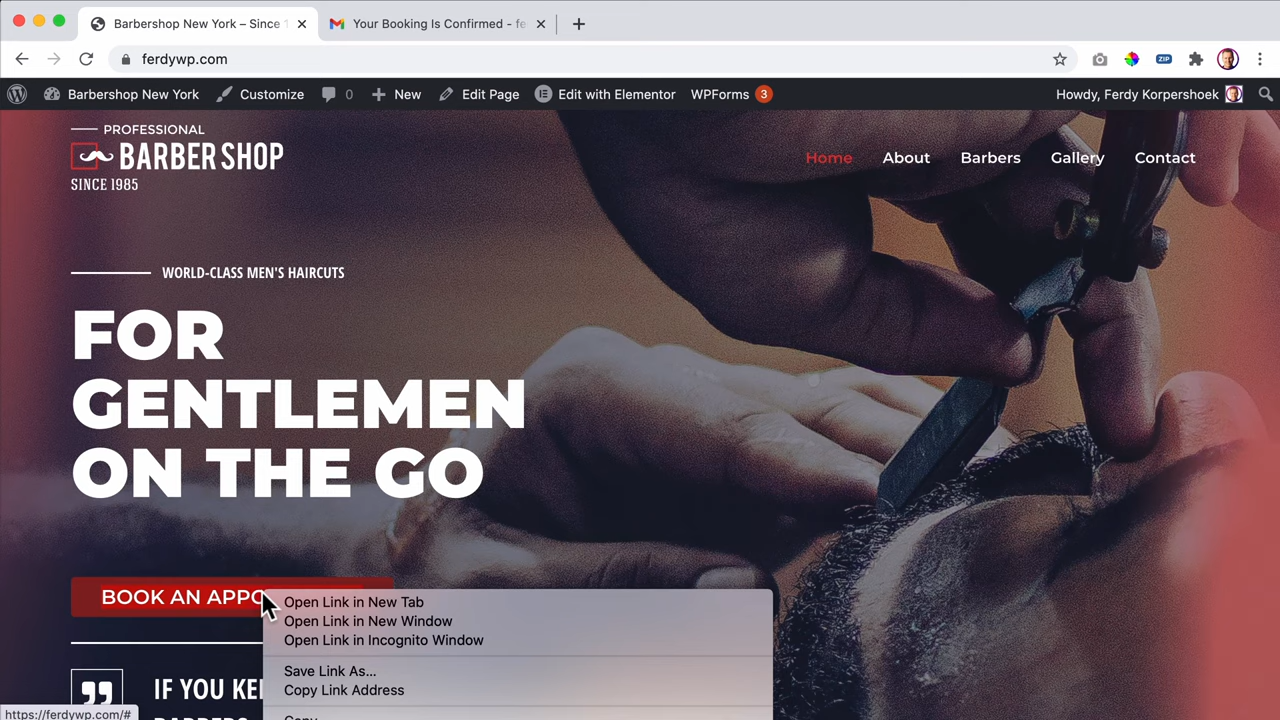 Barbershop New York – Since 1
Your Booking Is Confirmed - fe
ferdywp.com
ZIP
Barbershop New York
Customize
0
New
Edit Page
Edit with Elementor
WPForms 3
Howdy, Ferdy Korpershoek
PROFESSIONAL
BARBER SHOP
SINCE 1985
Home
About
Barbers
Gallery
Contact
WORLD-CLASS MEN'S HAIRCUTS
FOR
GENTLEMEN
ON THE GO
BOOK AN APPO
Open Link in New Tab
Open Link in New Window
Open Link in Incognito Window
Save Link As...
Copy Link Address
Copy
IF YOU KE
BARBERS
https://ferdywp.com/#